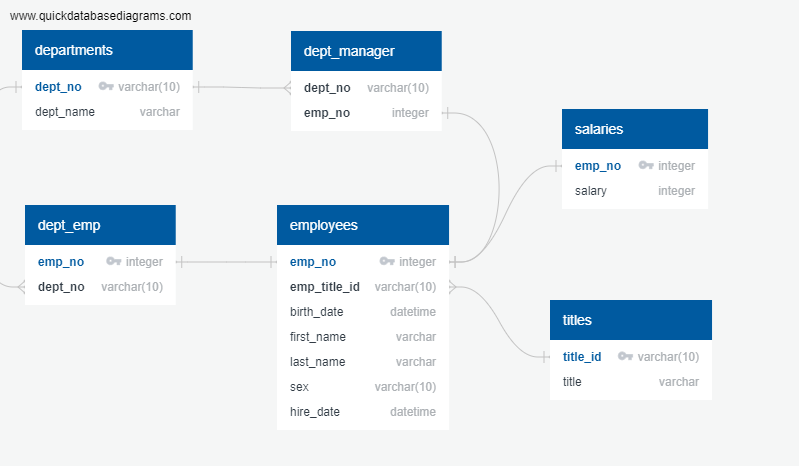 www.quickdatabasediagrams.com
departments
dept_no varchar(10)
dept_name varchar
dept_manager
dept_no varchar(10)
emp_no integer
salaries
emp_no integer
salary integer
dept_emp
emp_no integer
dept_no varchar(10)
employees
emp_no integer
emp_title_id varchar(10)
birth_date datetime
first_name varchar
last_name varchar
sex varchar(10)
hire_date datetime
titles
title_id varchar(10)
title varchar